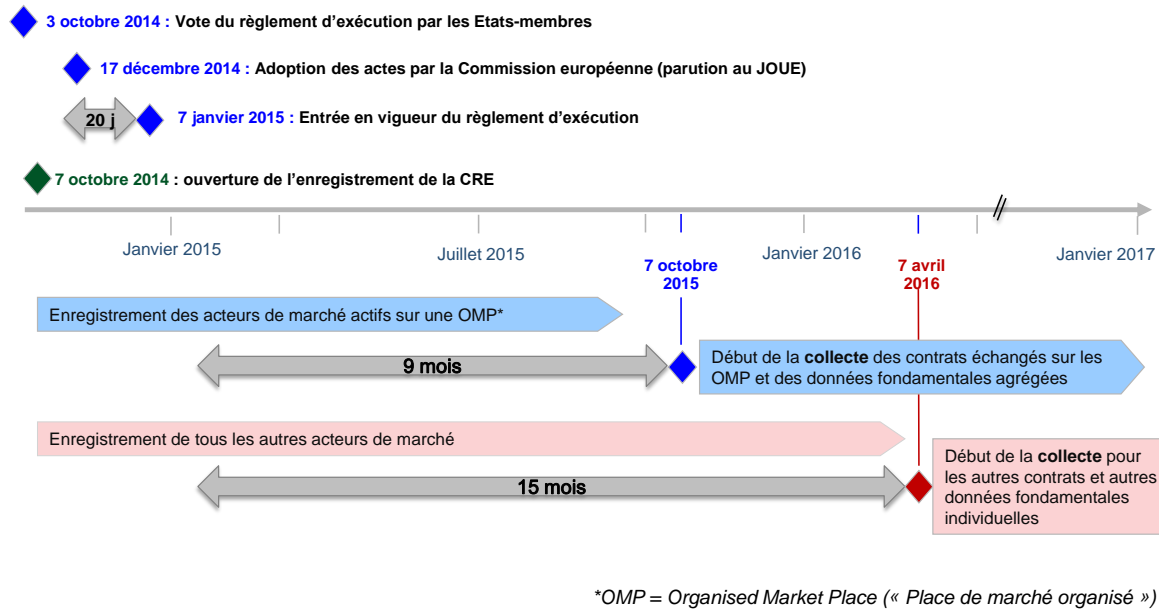 3 octobre 2014 : Vote du règlement d’exécution par les Etats-membres
17 décembre 2014 : Adoption des actes par la Commission européenne (parution au JOUE)
20 j
7 janvier 2015 : Entrée en vigueur du règlement d’exécution
7 octobre 2014 : ouverture de l’enregistrement de la CRE
//
Janvier 2015
Juillet 2015
7 octobre
2015
Janvier 2016
7 avril
2016
Janvier 2017
Enregistrement des acteurs de marché actifs sur une OMP*
9 mois
Début de la collecte des contrats échangés sur les
OMP et des données fondamentales agrégées
Enregistrement de tous les autres acteurs de marché
15 mois
Début de la collecte pour
les autres contrats et autres
données fondamentales
individuelles
*OMP = Organised Market Place (« Place de marché organisé »)